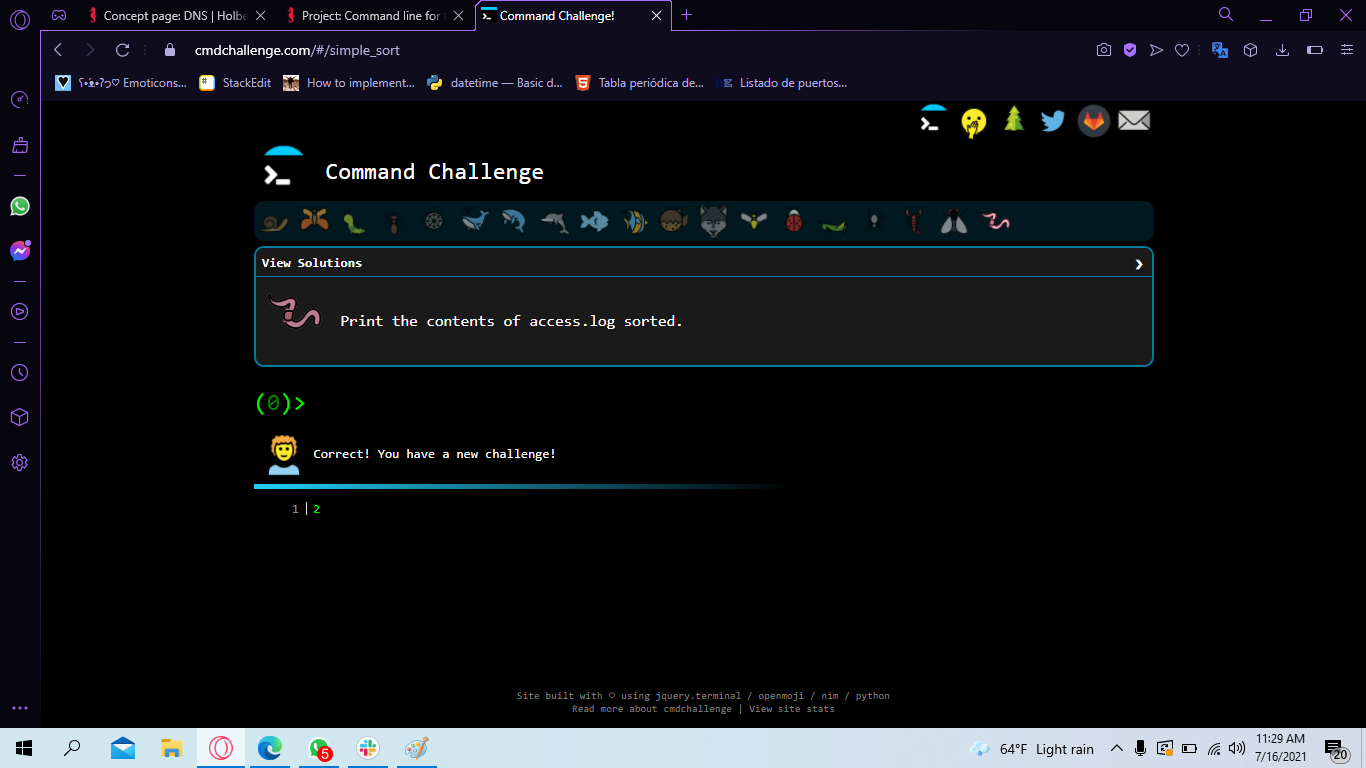 Concept page: DNS | Holbe
Project: Command line for
Command Challenge!
cmdchallenge.com/#/simple_sort
Emoticons...
StackEdit
How to implement...
datetime — Basic d...
Tabla periódica de...
Listado de puertos...
Command Challenge
View Solutions
Print the contents of access.log sorted.
(0)>
Correct! You have a new challenge!
1 | 2
Site built with ♡ using jquery.terminal / openmoji / nim / python
Read more about cmdchallenge | View site stats
5
64°F Light rain
11:29 AM
7/16/2021
20